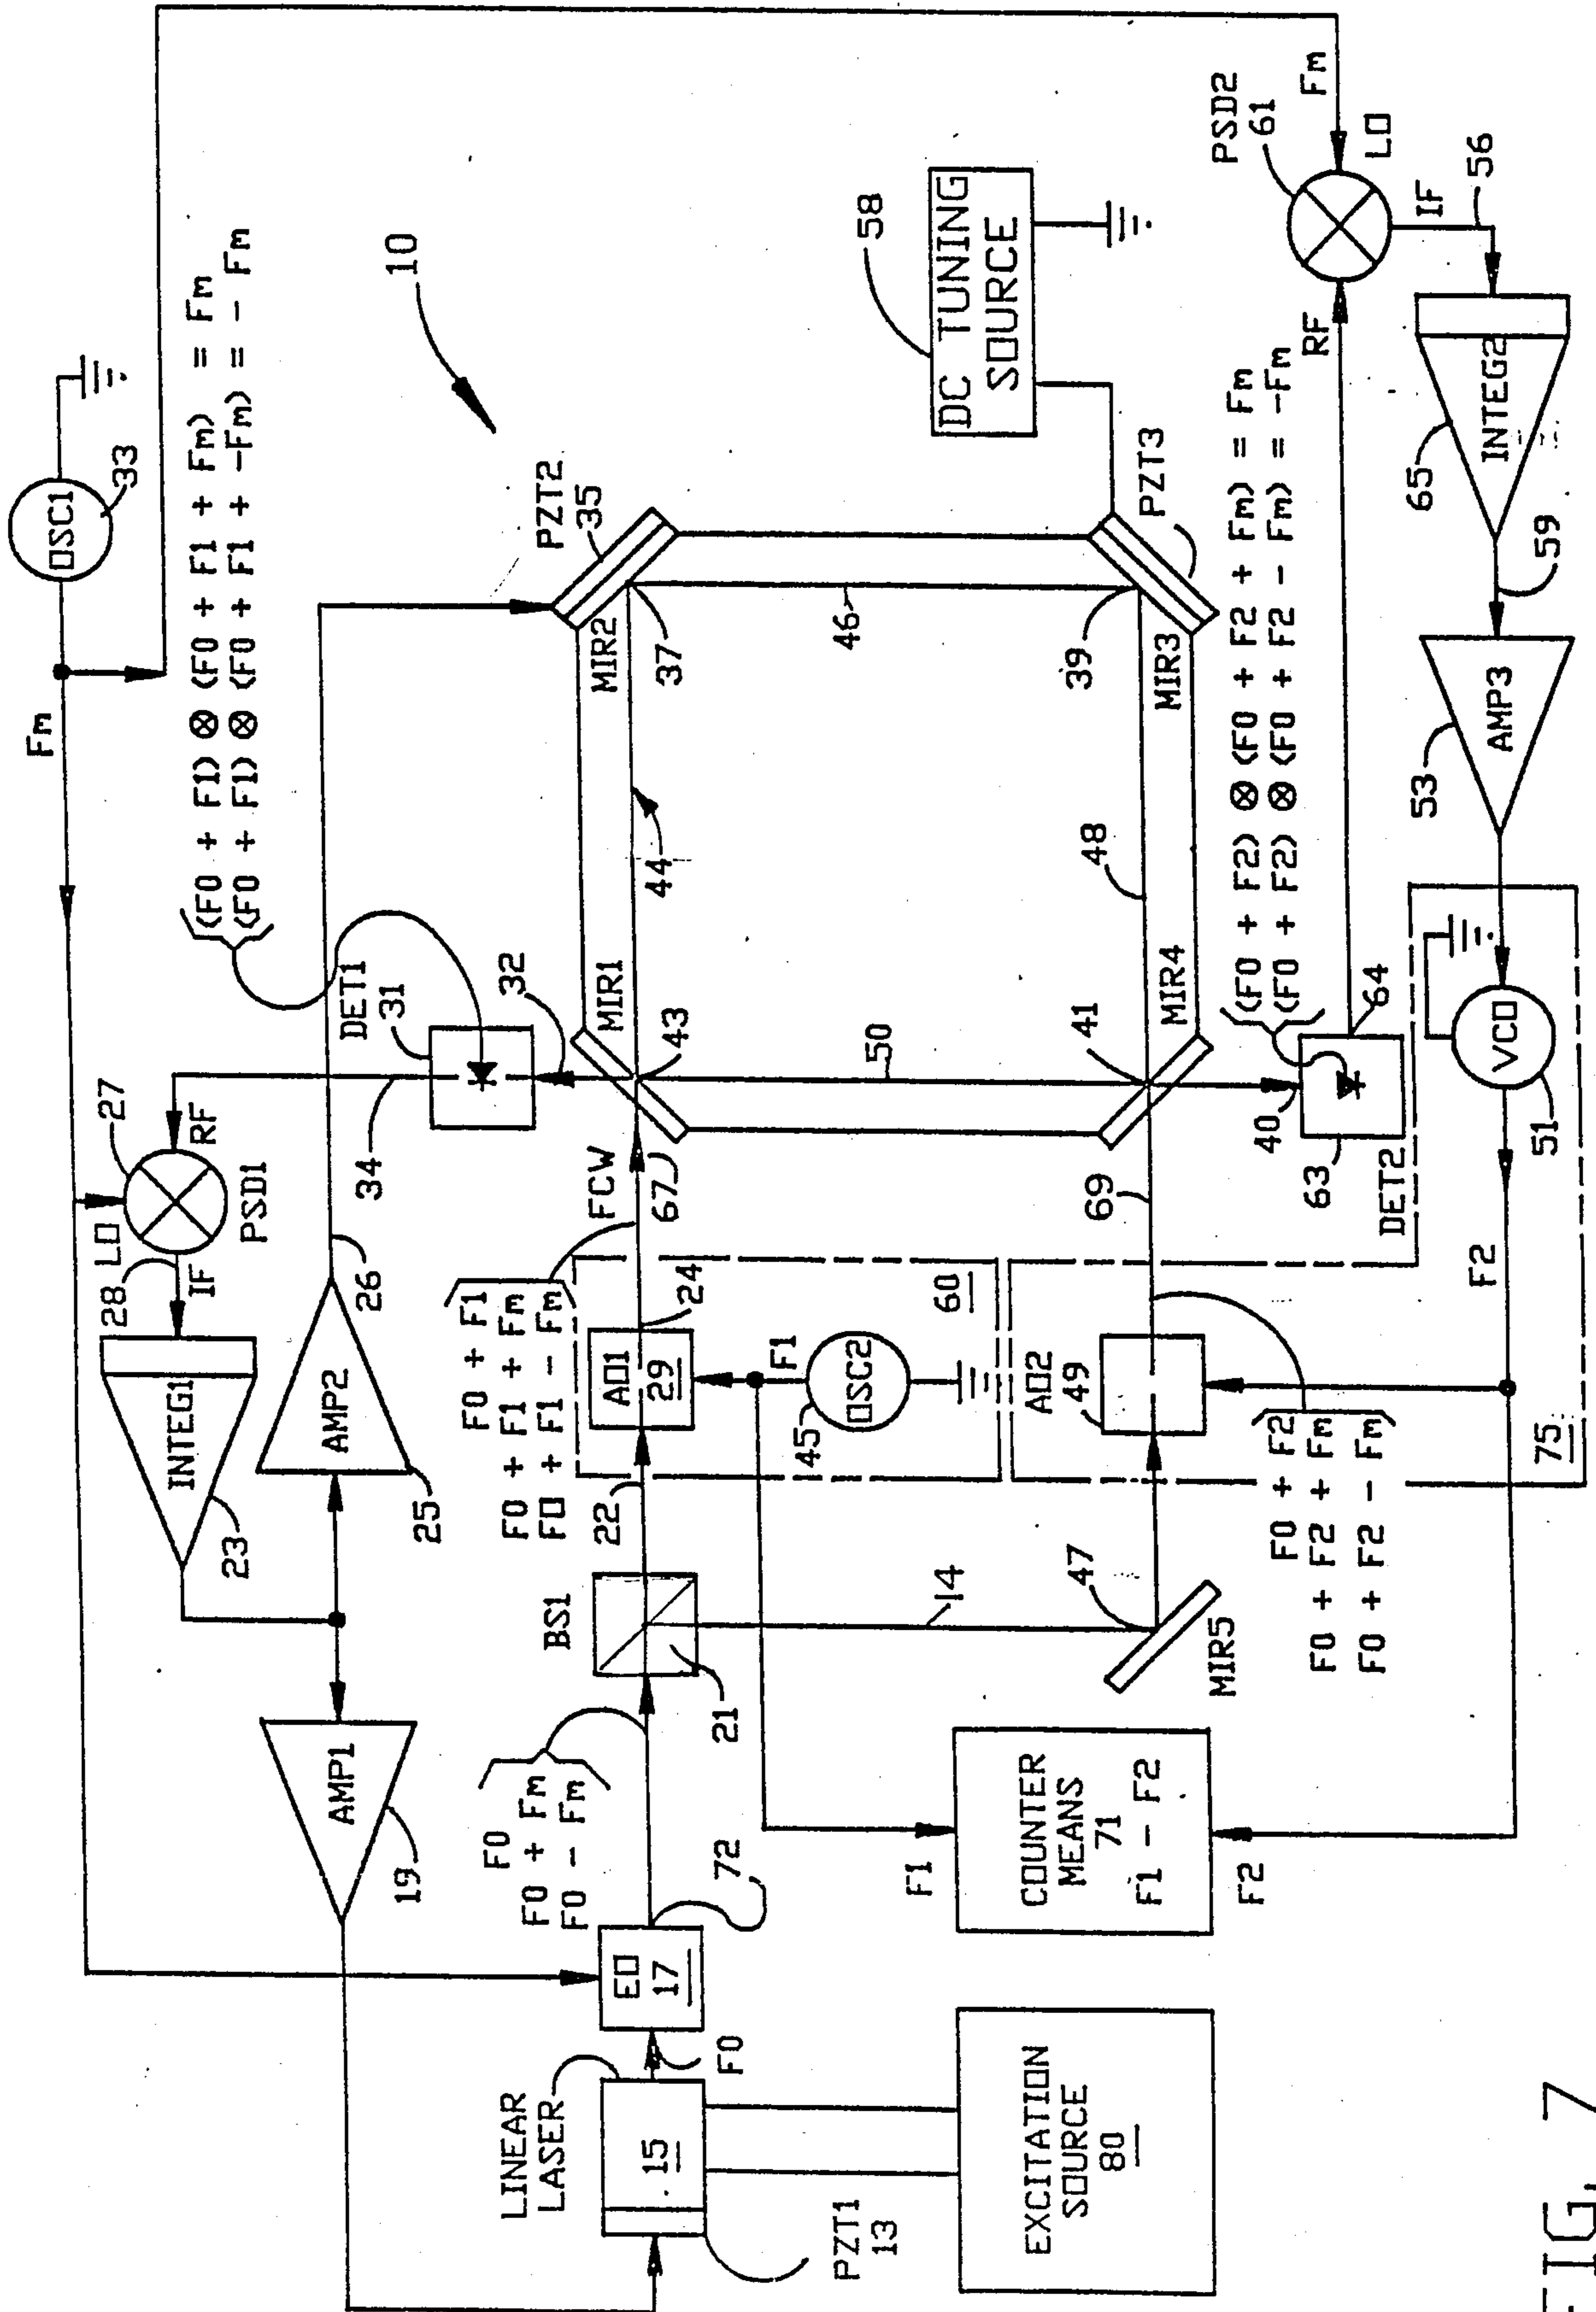 OSC1
33
Fm
(F0 + F1) ⊗ (F0 + F1 + Fm) = Fm
(F0 + F1) ⊗ (F0 + F1 + -Fm) = - Fm
10
LO
27
RF
PSD1
28
IF
34
INTEG1
23
AMP2
25
26
AMP1
19
DET1
31
32
PZT2
35
MIR2
37
MIR1
43
44
46
50
48
39
MIR3
PZT3
MIR4
41
58
DC TUNING
SOURCE
LINEAR
LASER
15
PZT1
13
F0
EO
17
72
F0
F0 + Fm
F0 - Fm
BS1
21
22
14
47
MIR5
F0 + F1
F0 + F1 + Fm
F0 + F1 - Fm
FCW
67
24
AO1
29
F1
OSC2
45
60
AO2
49
69
F0 + F2
F0 + F2 + Fm
F0 + F2 - Fm
75
F2
51
VCO
DET2
63
40
64
(F0 + F2) ⊗ (F0 + F2 + Fm) = Fm
(F0 + F2) ⊗ (F0 + F2 - Fm) = -Fm
RF
PSD2
61
Fm
LO
IF
56
INTEG2
65
59
AMP3
53
F1
COUNTER
MEANS
71
F1 - F2
F2
EXCITATION
SOURCE
80
FIG. 7